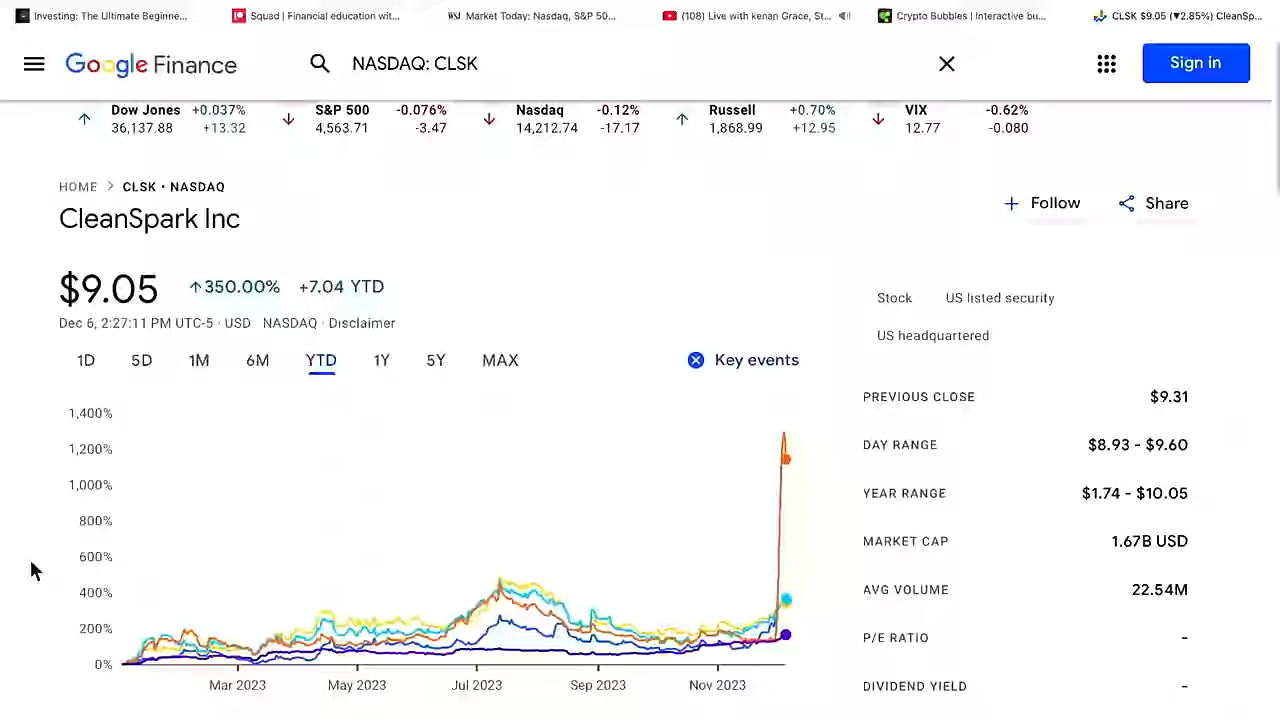 Investing: The Ultimate Beginne...
Squad | Financial education wit...
WSJ Market Today: Nasdaq, S&P 50...
(108) Live with kenan Grace, St...
Crypto Bubbles | Interactive bu...
CLSK $9.05 (▼2.85%) CleanSp...
Google Finance
NASDAQ: CLSK
Sign in
Dow Jones +0.037%
36,137.88 +13.32
S&P 500 -0.076%
4,563.71 -3.47
Nasdaq -0.12%
14,212.74 -17.17
Russell +0.70%
1,868.99 +12.95
VIX -0.62%
12.77 -0.080
HOME > CLSK • NASDAQ
CleanSpark Inc
+ Follow
Share
$9.05 ↑350.00% +7.04 YTD
Dec 6, 2:27:11 PM UTC-5 · USD NASDAQ · Disclaimer
1D 5D 1M 6M YTD 1Y 5Y MAX
Key events
1,400%
1,200%
1,000%
800%
600%
400%
200%
0%
Mar 2023 May 2023 Jul 2023 Sep 2023 Nov 2023
Stock US listed security
US headquartered
PREVIOUS CLOSE $9.31
DAY RANGE $8.93 - $9.60
YEAR RANGE $1.74 - $10.05
MARKET CAP 1.67B USD
AVG VOLUME 22.54M
P/E RATIO -
DIVIDEND YIELD -